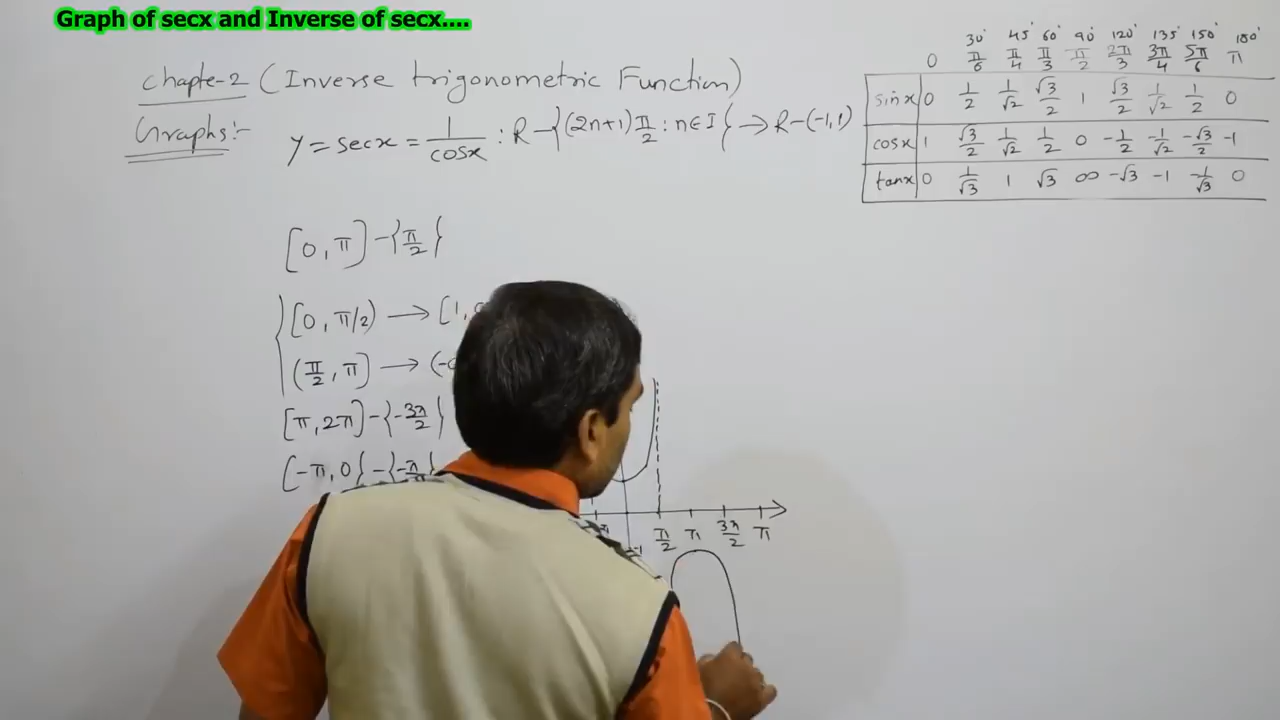 Graph of secx and Inverse of secx....
Chapte-2 (Inverse trigonometric Function)
Graphs:- y = secx = 1/cosx : R - {(2n+1) π/2 : n∈I} → R - (-1,1)
0 30° π/6 45° π/4 60° π/3 90° π/2 120° 2π/3 135° 3π/4 150° 5π/6 180° π
sinx 0 1/2 1/√2 √3/2 1 √3/2 1/√2 1/2 0
cosx 1 √3/2 1/√2 1/2 0 -1/2 -1/√2 -√3/2 -1
tanx 0 1/√3 1 √3 ∞ -√3 -1 -1/√3 0
[0, π] - {π/2}
[0, π/2) → [1,
(π/2, π] → (-
[π, 2π] - {-3π/2}
[-π, 0} - {-π/
π/2 π 3π/2 π
-1